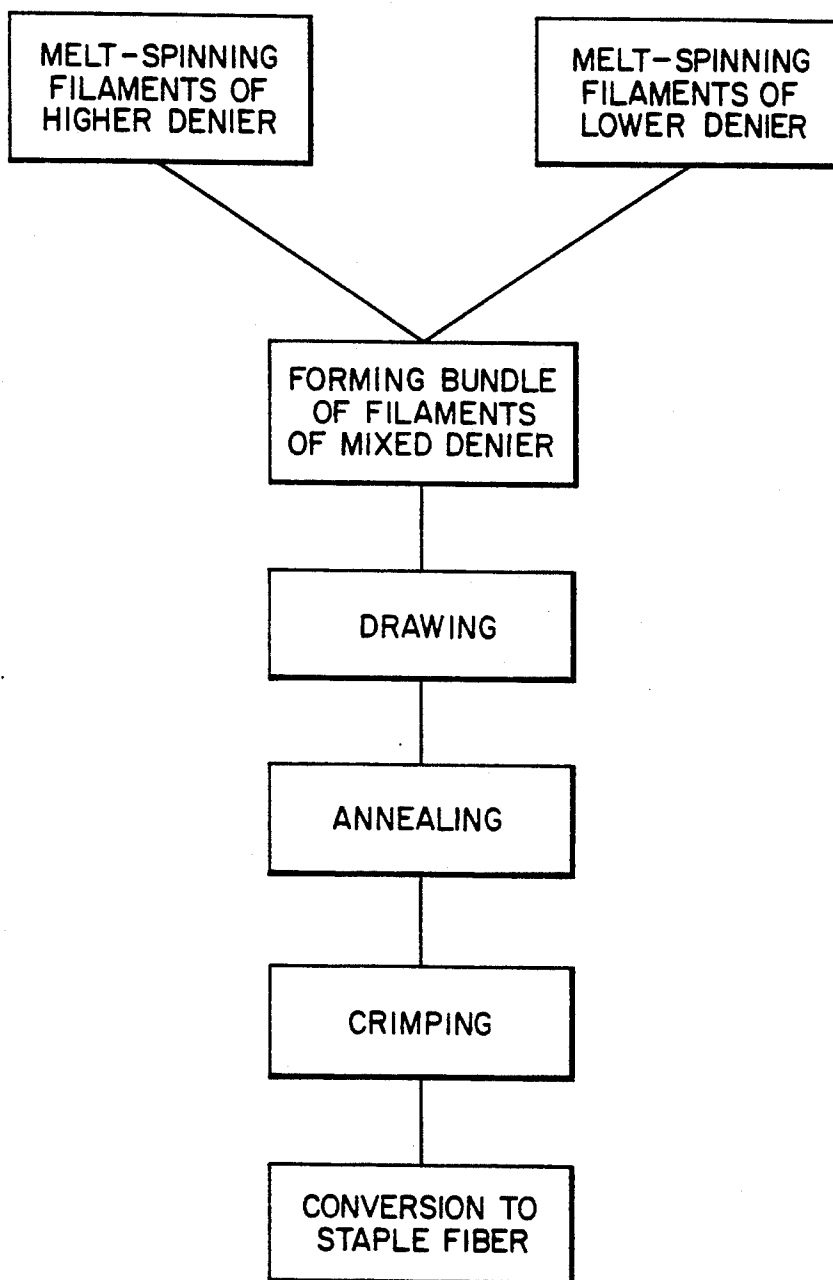 MELT-SPINNING
FILAMENTS OF
HIGHER DENIER
MELT-SPINNING
FILAMENTS OF
LOWER DENIER
FORMING BUNDLE
OF FILAMENTS
OF MIXED DENIER
DRAWING
ANNEALING
CRIMPING
CONVERSION TO
STAPLE FIBER